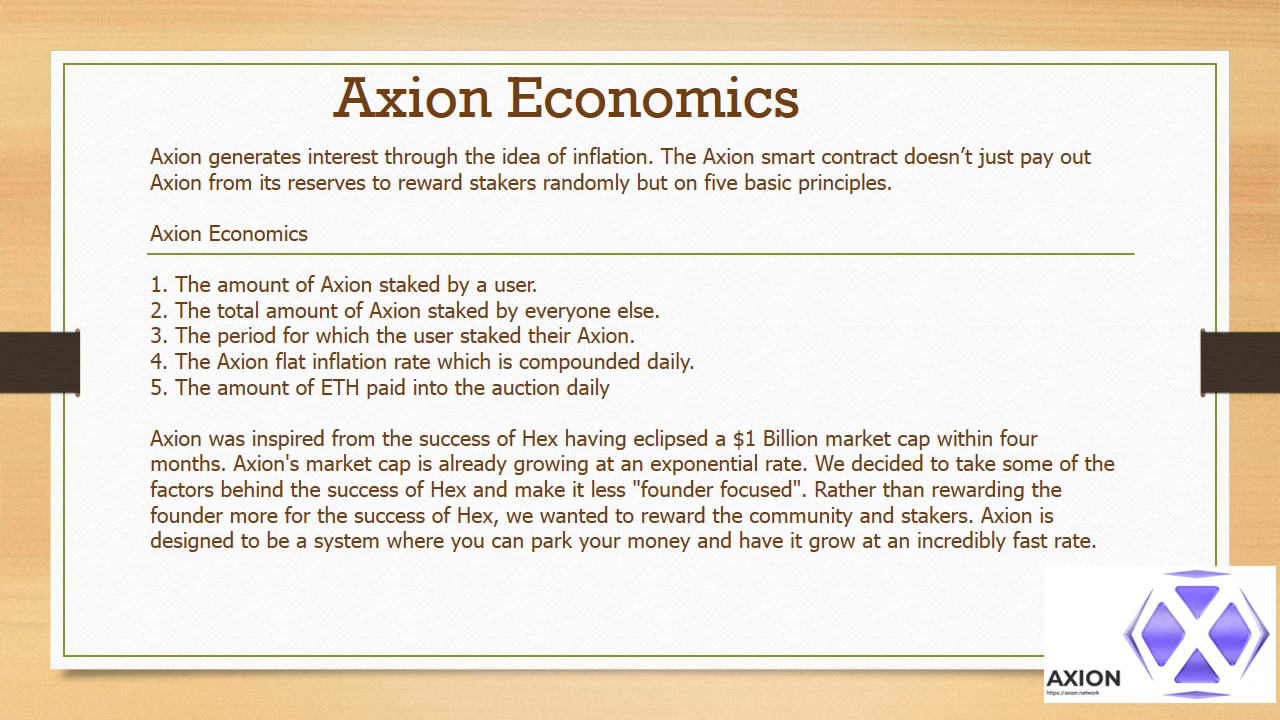 Axion Economics
Axion generates interest through the idea of inflation. The Axion smart contract doesn’t just pay out
Axion from its reserves to reward stakers randomly but on five basic principles.
Axion Economics
1. The amount of Axion staked by a user.
2. The total amount of Axion staked by everyone else.
3. The period for which the user staked their Axion.
4. The Axion flat inflation rate which is compounded daily.
5. The amount of ETH paid into the auction daily
Axion was inspired from the success of Hex having eclipsed a $1 Billion market cap within four
months. Axion's market cap is already growing at an exponential rate. We decided to take some of the
factors behind the success of Hex and make it less "founder focused". Rather than rewarding the
founder more for the success of Hex, we wanted to reward the community and stakers. Axion is
designed to be a system where you can park your money and have it grow at an incredibly fast rate.
AXION
https://axion.network